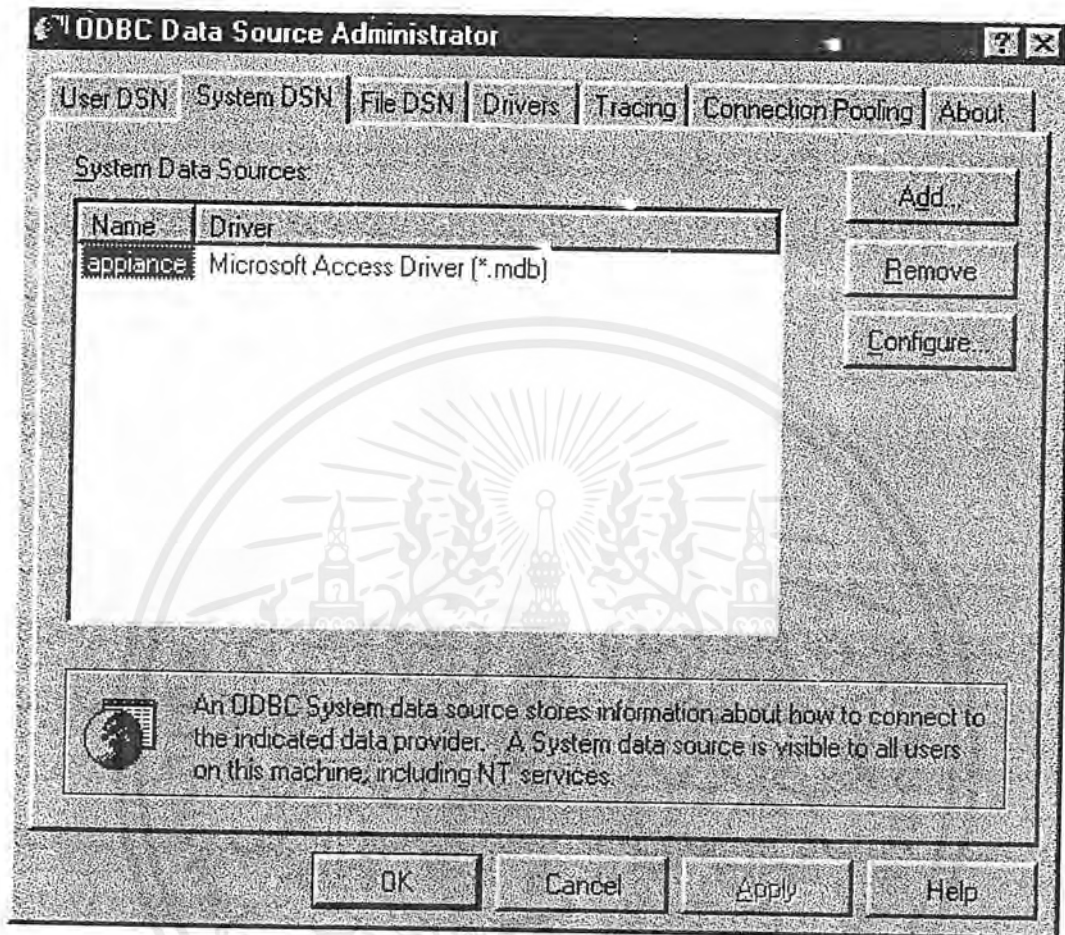 ODBC Data Source Administrator
User DSN System DSN File DSN Drivers Tracing Connection Pooling About
System Data Sources:
Add...
Name Driver
appiance Microsoft Access Driver (*.mdb)
Remove
Configure...
An ODBC System data source stores information about how to connect to
the indicated data provider. A System data source is visible to all users
on this machine, including NT services.
OK Cancel Apply Help